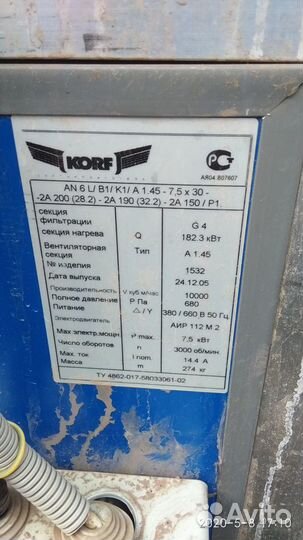 KORF
АЯ04 807607
AN 6 L/ B1/ K1/ A 1.45 - 7,5 x 30 -
-2A 200 (28.2) - 2A 190 (32.2) - 2A 150 / P1.
секция
фильтрации G 4
секция нагрева Q 182.3 кВт
Вентиляторная
секция Тип A 1.45
№ изделия 1532
Дата выпуска 24.12.05
Производительность V куб м/час 10000
Полное давление P Па 680
Питание △ / Y 380 / 660 В 50 Гц
Электродвигатель АИР 112 М 2
Мах электр.мощн 7,5 кВт
Число оборотов n 3000 об/мин.
Мах. ток I nom. 14.4 А
Масса m 274 кг
ТУ 4862-017-58033061-02
2020-5-8 17:10
Avito